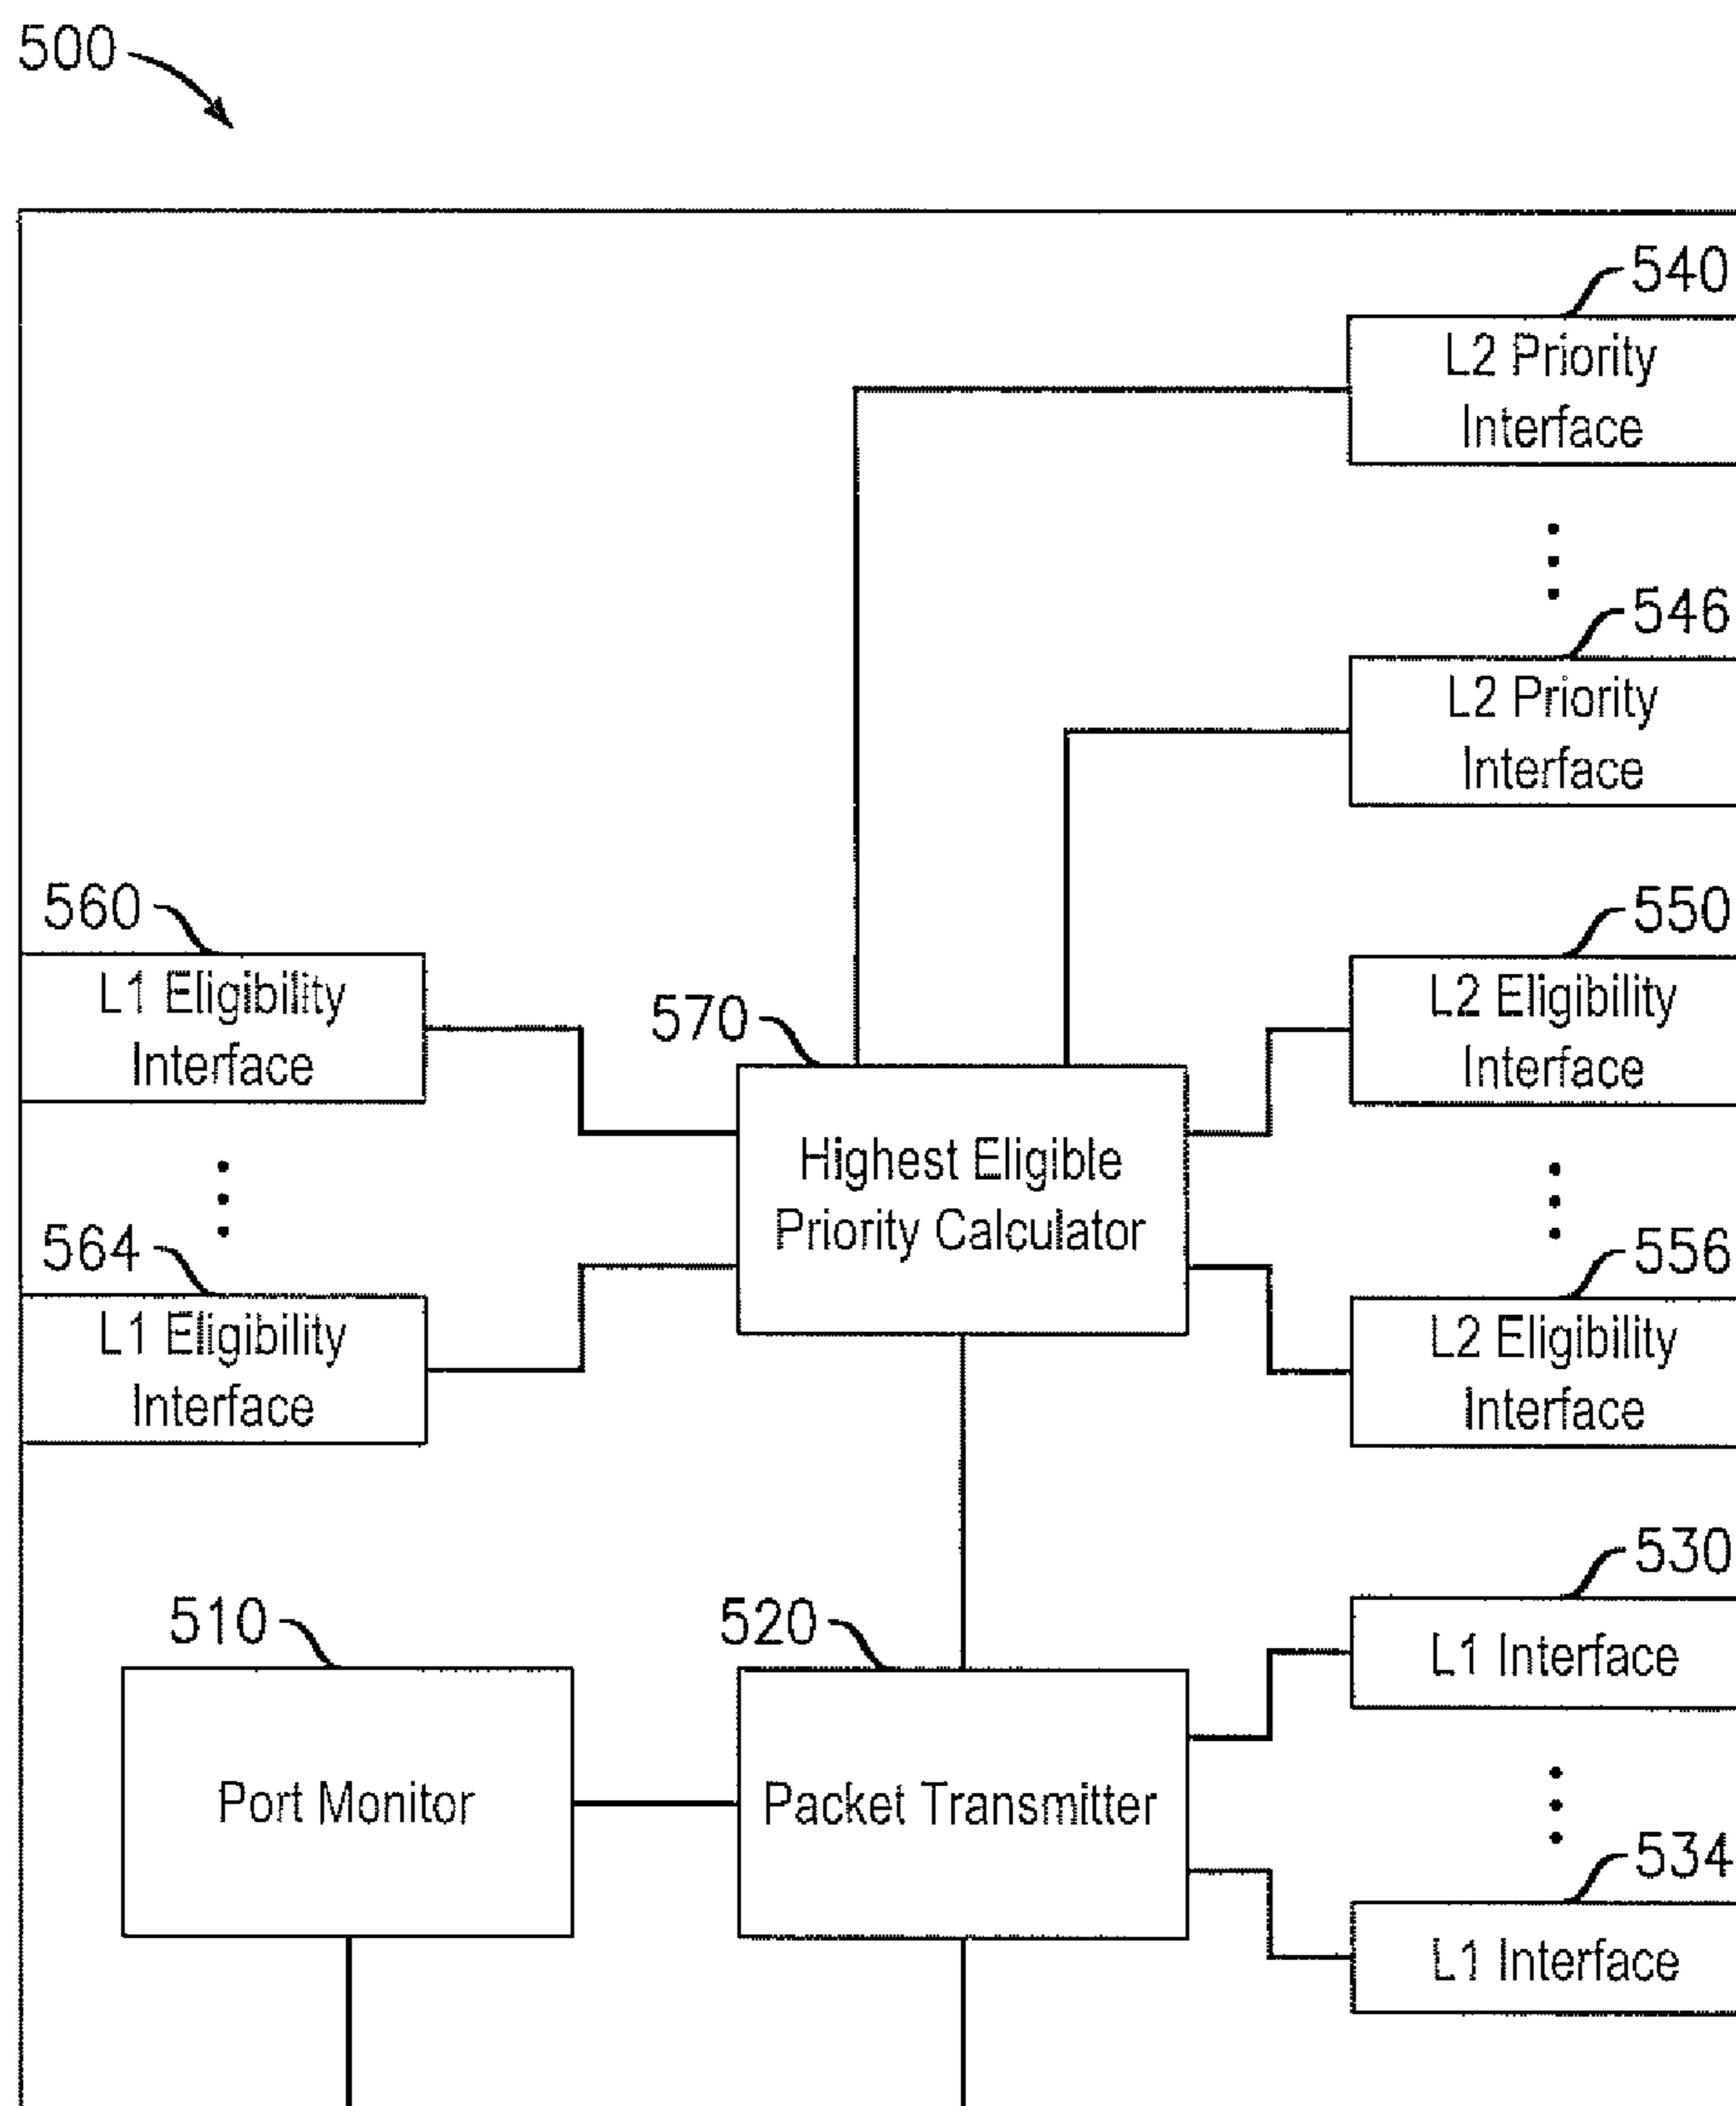 500
540
L2 Priority
Interface
546
L2 Priority
Interface
560
L1 Eligibility
Interface
570
Highest Eligible
Priority Calculator
550
L2 Eligibility
Interface
564
L1 Eligibility
Interface
556
L2 Eligibility
Interface
510
Port Monitor
520
Packet Transmitter
530
L1 Interface
534
L1 Interface